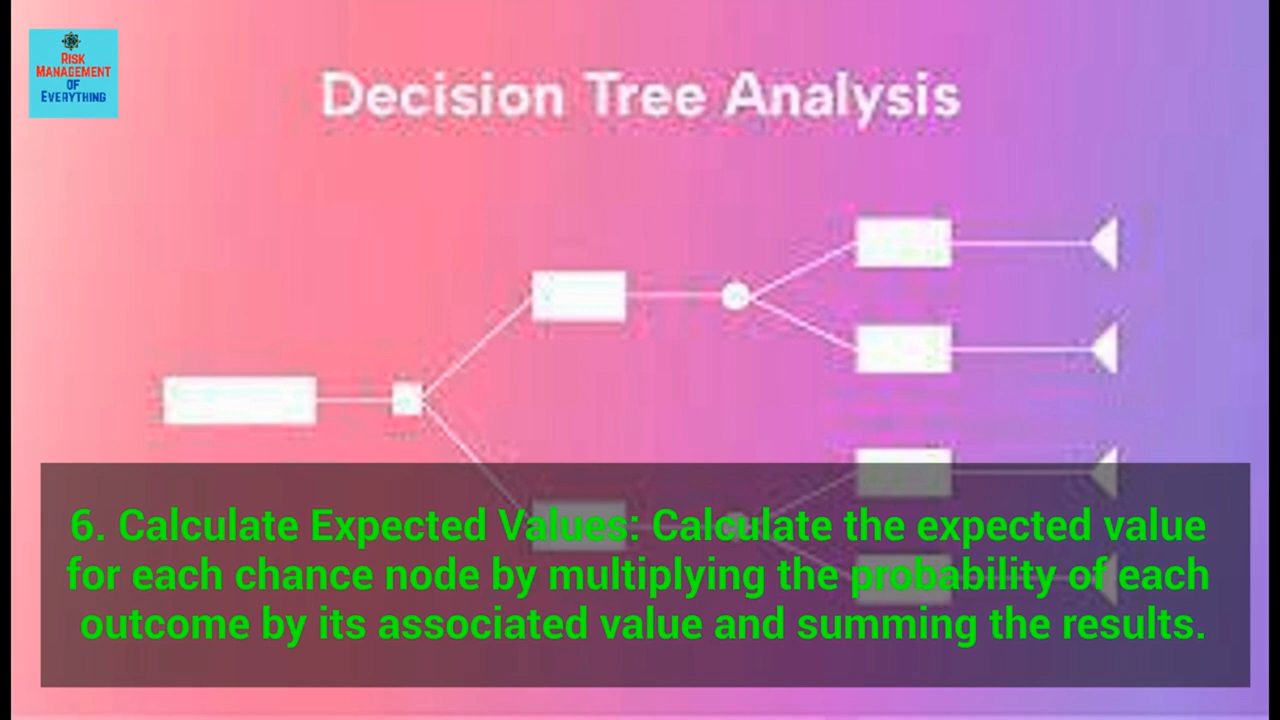 RISK
MANAGEMENT
OF
EVERYTHING
Decision Tree Analysis
6. Calculate Expected Values: Calculate the expected value
for each chance node by multiplying the probability of each
outcome by its associated value and summing the results.